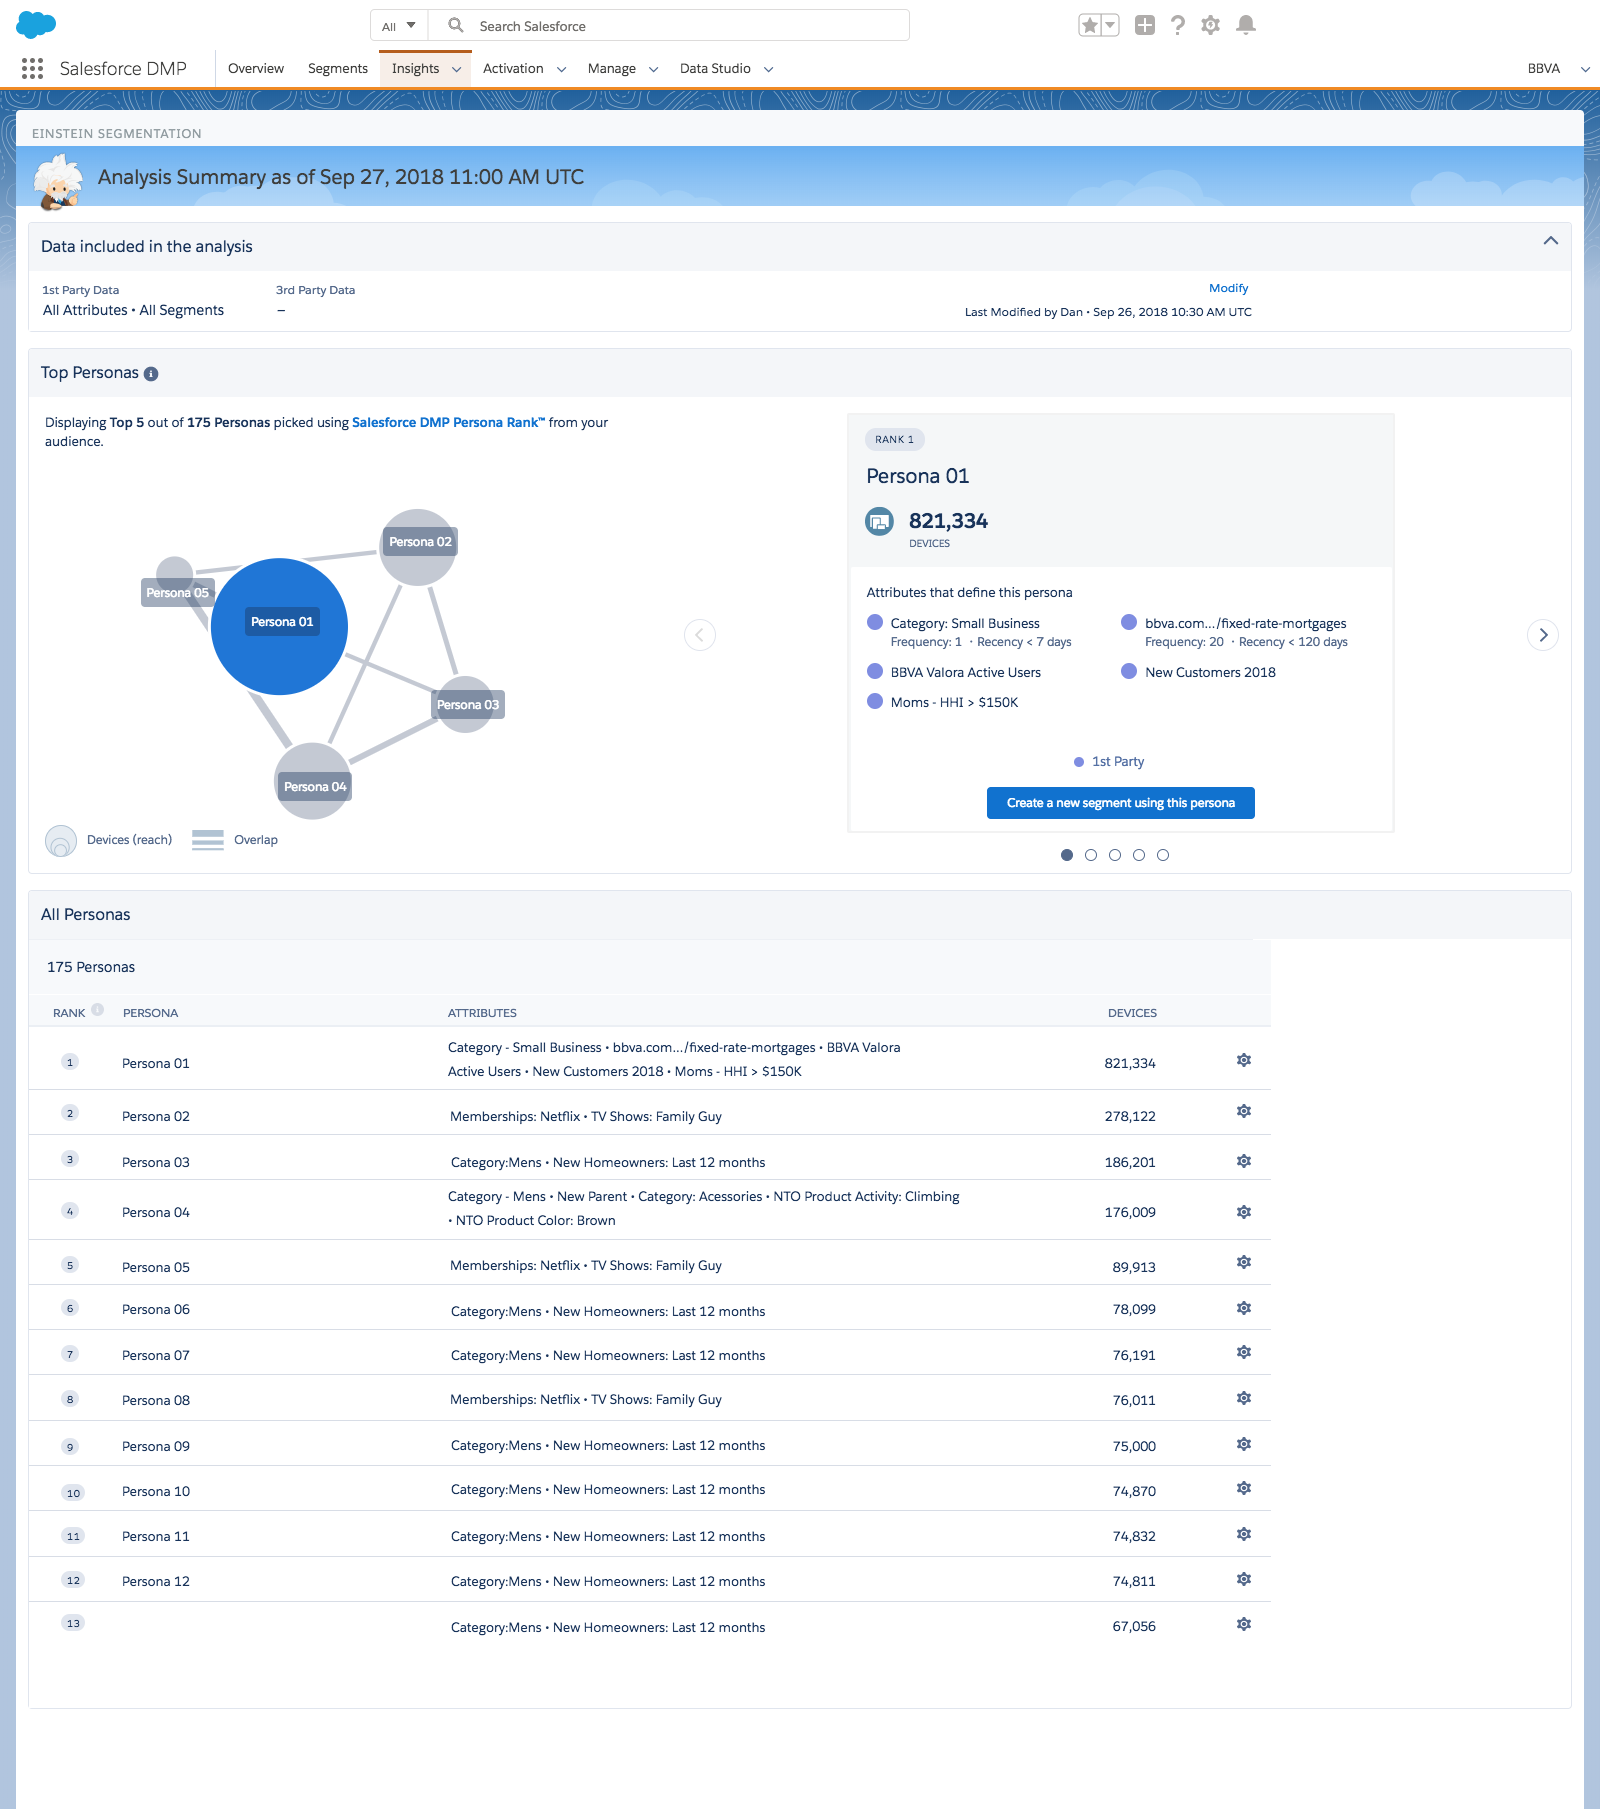 All
Search Salesforce
Salesforce DMP
Overview
Segments
Insights
Activation
Manage
Data Studio
BBVA
EINSTEIN SEGMENTATION
Analysis Summary as of Sep 27, 2018 11:00 AM UTC
Data included in the analysis
1st Party Data
All Attributes • All Segments
3rd Party Data
–
Modify
Last Modified by Dan • Sep 26, 2018 10:30 AM UTC
Top Personas
Displaying Top 5 out of 175 Personas picked using Salesforce DMP Persona Rank™ from your
audience.
Persona 02
Persona 05
Persona 01
Persona 03
Persona 04
Devices (reach)
Overlap
RANK 1
Persona 01
821,334
DEVICES
Attributes that define this persona
Category: Small Business
Frequency: 1 · Recency < 7 days
bbva.com.../fixed-rate-mortgages
Frequency: 20 · Recency < 120 days
BBVA Valora Active Users
New Customers 2018
Moms - HHI > $150K
1st Party
Create a new segment using this persona
All Personas
175 Personas
RANK PERSONA ATTRIBUTES DEVICES
1 Persona 01 Category - Small Business • bbva.com.../fixed-rate-mortgages • BBVA Valora
Active Users • New Customers 2018 • Moms - HHI > $150K 821,334
2 Persona 02 Memberships: Netflix • TV Shows: Family Guy 278,122
3 Persona 03 Category:Mens • New Homeowners: Last 12 months 186,201
4 Persona 04 Category - Mens • New Parent • Category: Acessories • NTO Product Activity: Climbing
• NTO Product Color: Brown 176,009
5 Persona 05 Memberships: Netflix • TV Shows: Family Guy 89,913
6 Persona 06 Category:Mens • New Homeowners: Last 12 months 78,099
7 Persona 07 Category:Mens • New Homeowners: Last 12 months 76,191
8 Persona 08 Memberships: Netflix • TV Shows: Family Guy 76,011
9 Persona 09 Category:Mens • New Homeowners: Last 12 months 75,000
10 Persona 10 Category:Mens • New Homeowners: Last 12 months 74,870
11 Persona 11 Category:Mens • New Homeowners: Last 12 months 74,832
12 Persona 12 Category:Mens • New Homeowners: Last 12 months 74,811
13 Category:Mens • New Homeowners: Last 12 months 67,056